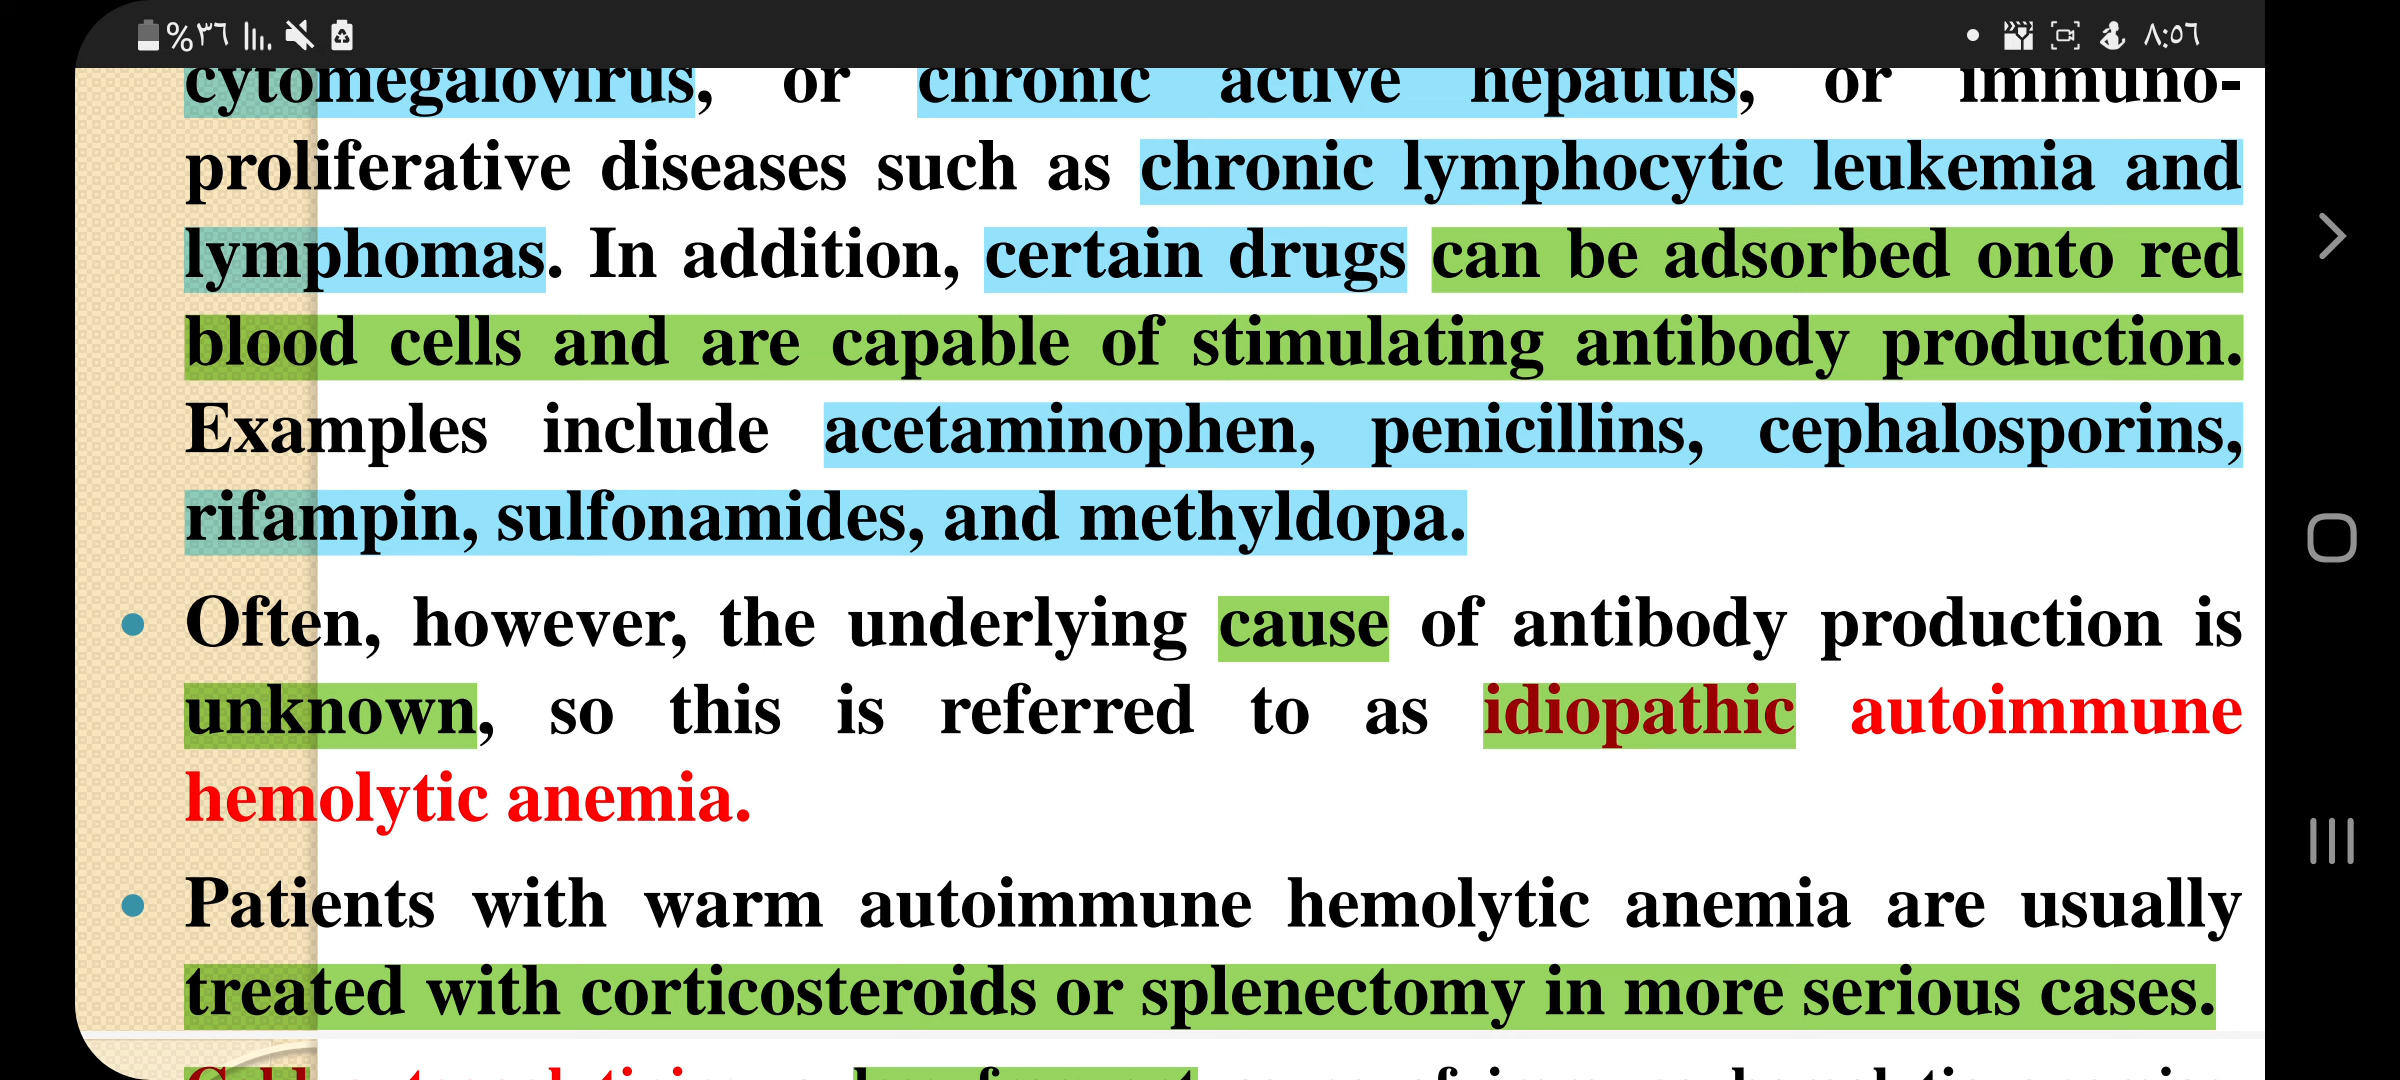 %٣٦ ٨:٥٦
cytomegalovirus, or chronic active hepatitis, or immuno-
proliferative diseases such as chronic lymphocytic leukemia and
lymphomas. In addition, certain drugs can be adsorbed onto red
blood cells and are capable of stimulating antibody production.
Examples include acetaminophen, penicillins, cephalosporins,
rifampin, sulfonamides, and methyldopa.
• Often, however, the underlying cause of antibody production is
unknown, so this is referred to as idiopathic autoimmune
hemolytic anemia.
• Patients with warm autoimmune hemolytic anemia are usually
treated with corticosteroids or splenectomy in more serious cases.